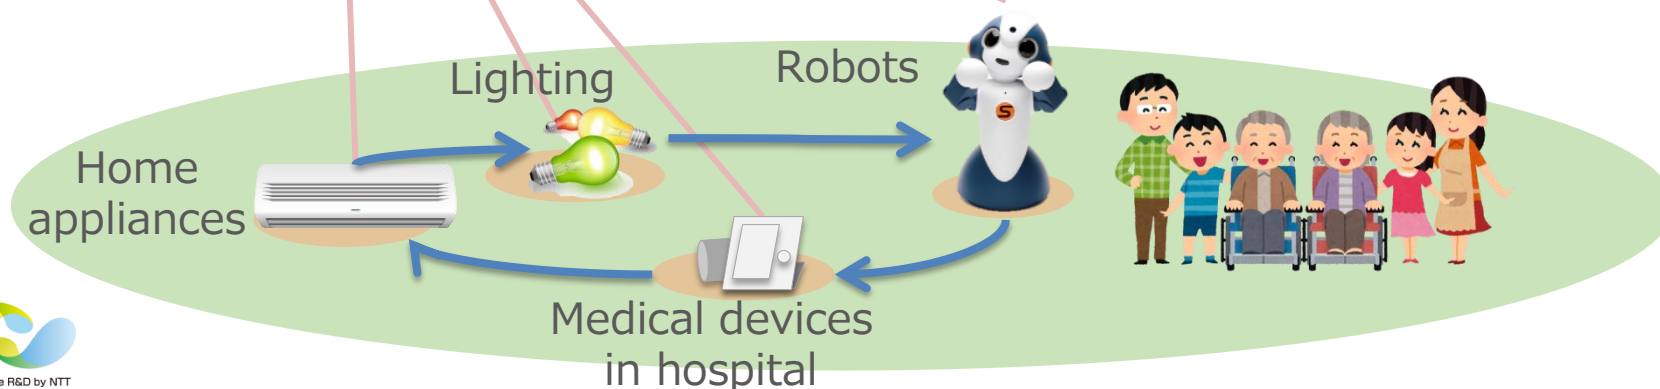 Lighting
Robots
Home
appliances
Medical devices
in hospital
R&D by NTT
S